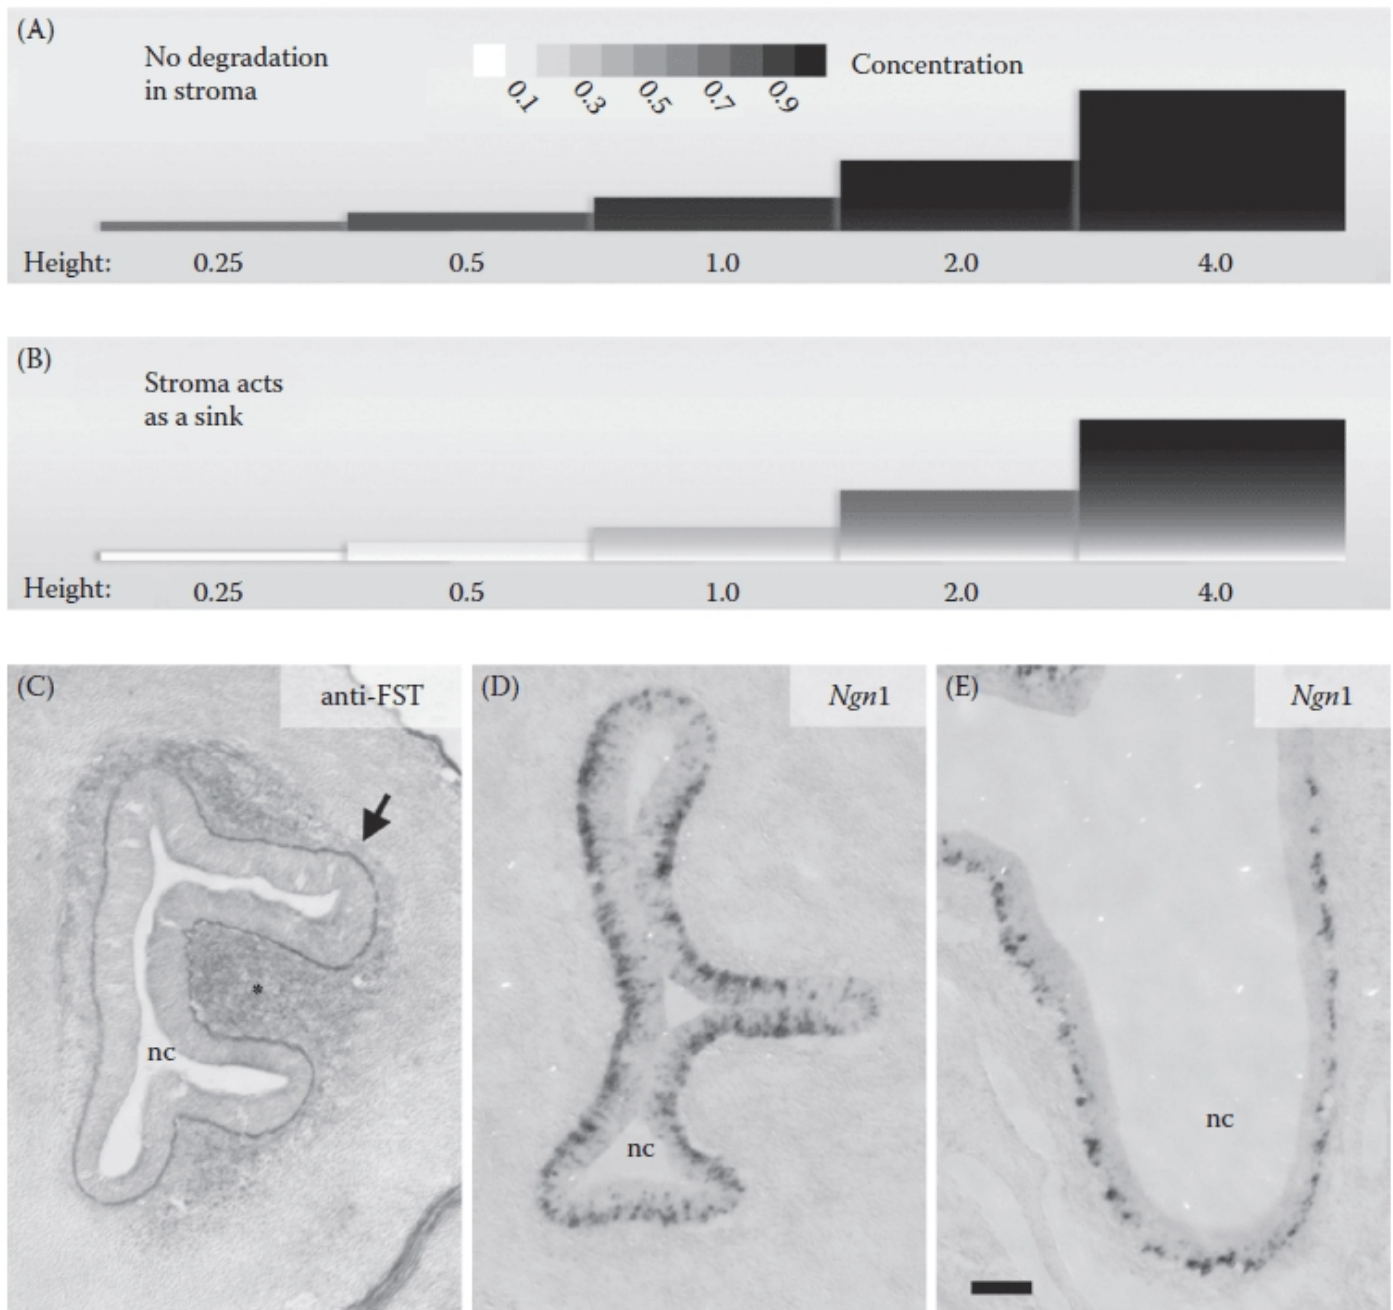 (A)
No degradation
in stroma
0.1 0.3 0.5 0.7 0.9
Concentration
Height: 0.25 0.5 1.0 2.0 4.0
(B)
Stroma acts
as a sink
Height: 0.25 0.5 1.0 2.0 4.0
(C) anti-FST
*
nc
(D) Ngn1
nc
(E) Ngn1
nc